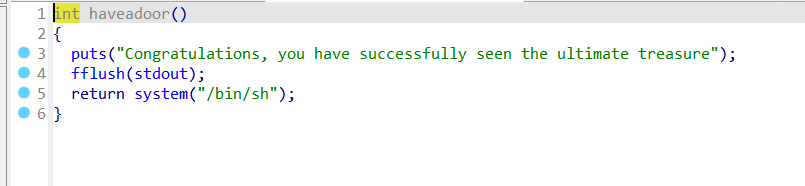 1 int haveadoor()
2 {
3 puts("Congratulations, you have successfully seen the ultimate treasure");
4 fflush(stdout);
5 return system("/bin/sh");
6 }